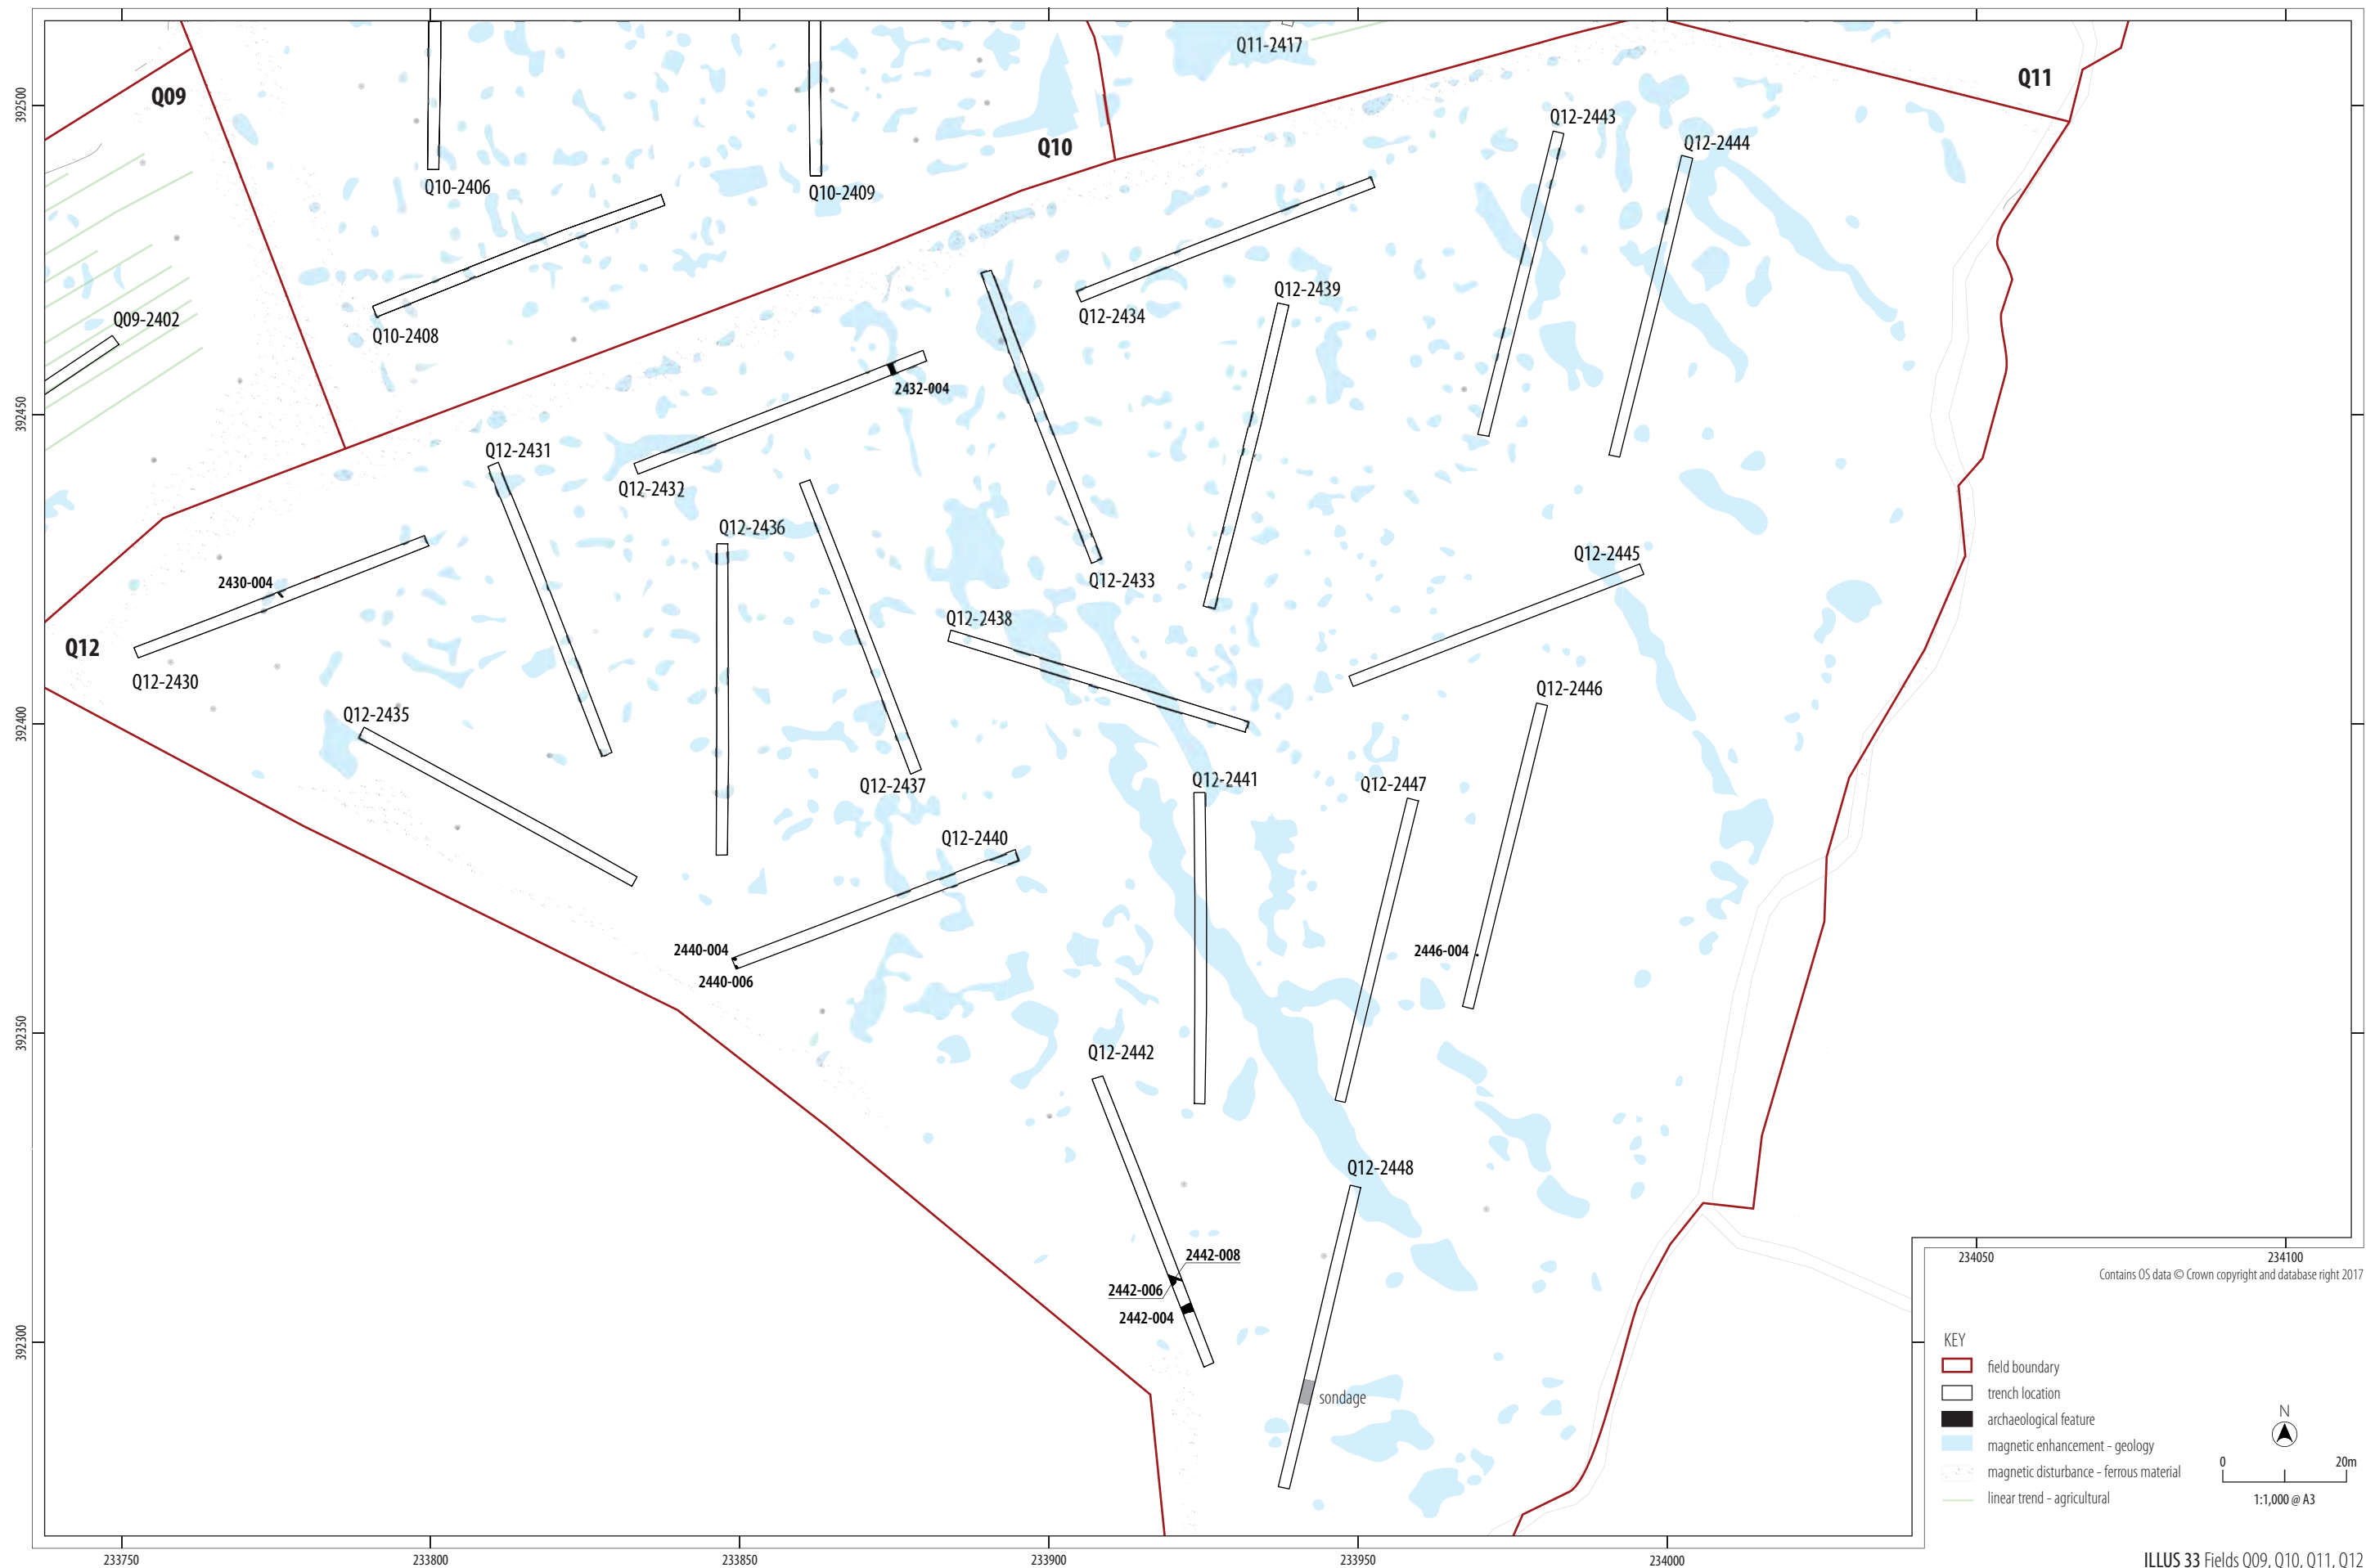 Q11-2417
Q11
Q09
392500
Q12-2443
Q12-2444
Q10
Q10-2406
Q10-2409
Q12-2439
Q12-2434
Q09-2402
Q10-2408
2432-004
392450
Q12-2431
Q12-2432
Q12-2436
Q12-2445
Q12-2433
2430-004
Q12-2438
Q12
Q12-2430
Q12-2446
Q12-2435
392400
Q12-2441
Q12-2437
Q12-2447
Q12-2440
2440-004
2446-004
2440-006
392350
Q12-2442
Q12-2448
2442-008
234050
234100
Contains OS data © Crown copyright and database right 2017
2442-006
2442-004
392300
KEY
field boundary
trench location
archaeological feature
magnetic enhancement - geology
magnetic disturbance - ferrous material
linear trend - agricultural
N
0
20m
1:1,000 @ A3
sondage
233750
233800
233850
233900
233950
234000
ILLUS 33 Fields Q09, Q10, Q11, Q12